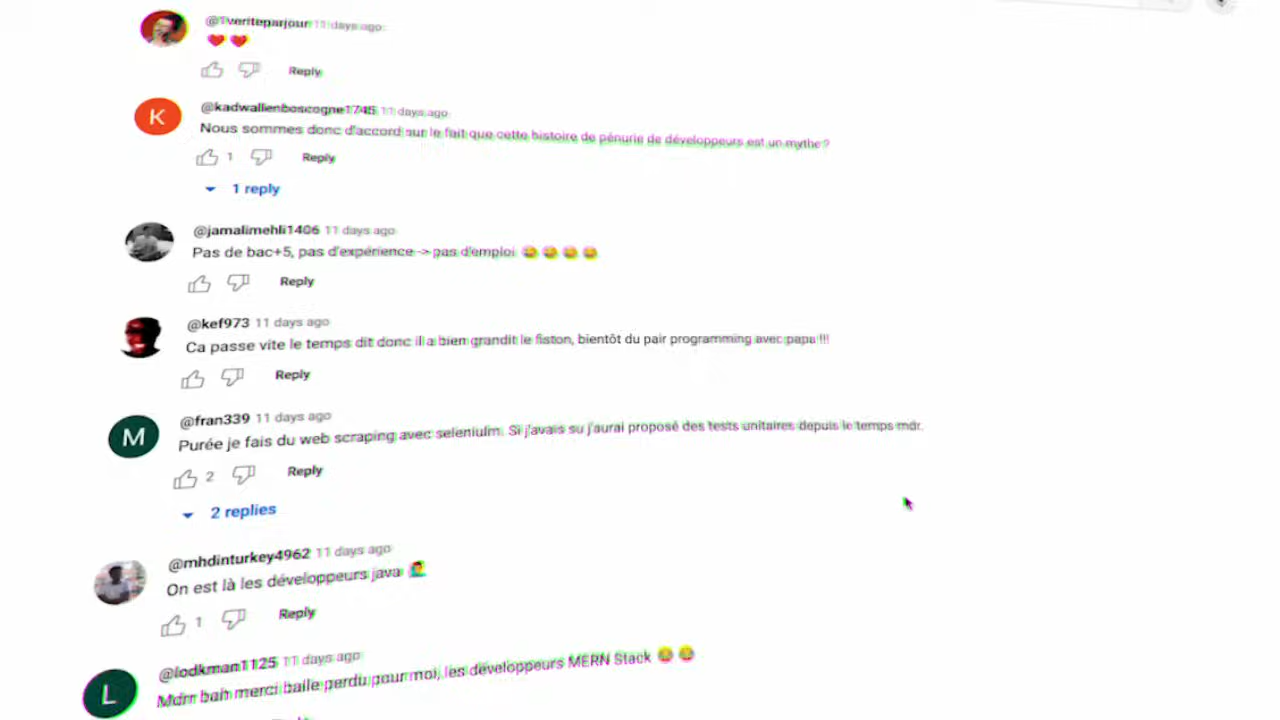 @1veriteparjour 11 days ago
Reply
@kadwallenboscogne1745 11 days ago
Nous sommes donc d'accord sur le fait que cette histoire de pénurie de développeurs est un mythe ?
1 Reply
1 reply
@jamalimehli1406 11 days ago
Pas de bac+5, pas d'expérience -> pas d'emploi
Reply
@kef973 11 days ago
Ca passe vite le temps dit donc il a bien grandit le fiston, bientôt du pair programming avec papa !!!
Reply
@fran339 11 days ago
Purée je fais du web scraping avec seleniulm. Si j'avais su j'aurai proposé des tests unitaires depuis le temps mdr.
2 Reply
2 replies
@mhdinturkey4962 11 days ago
On est là les développeurs java
1 Reply
@lodkman1125 11 days ago
Mdrr bah merci baile perdu pour moi, les développeurs MERN Stack